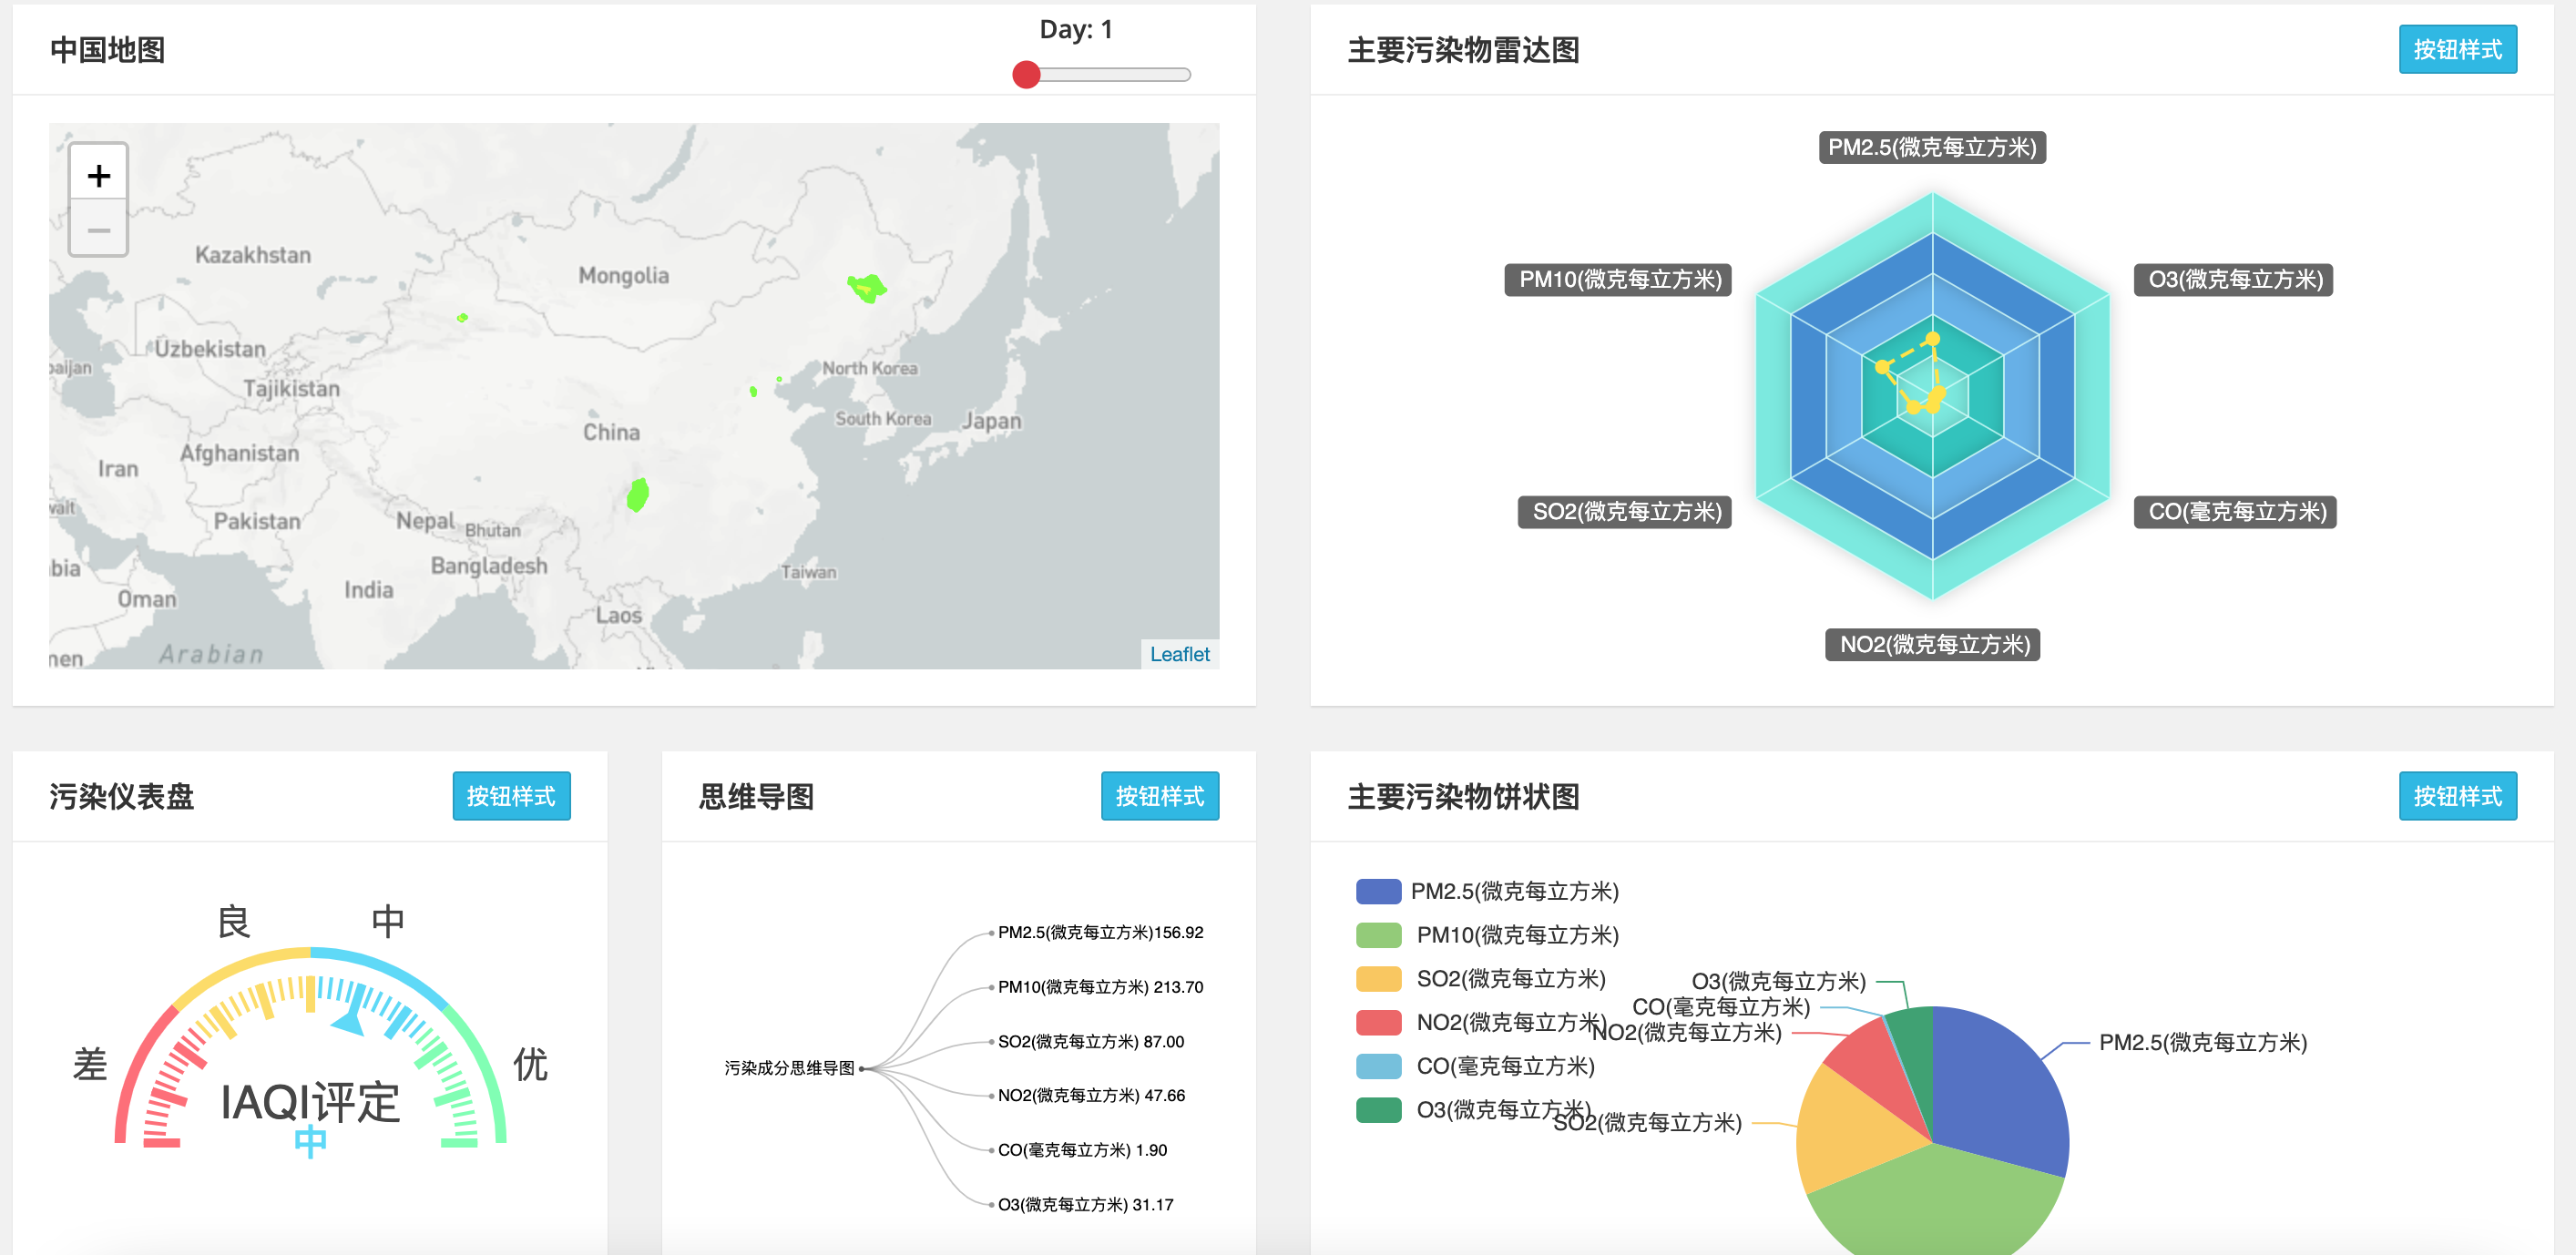 中国地图
Day: 1
+
−
Kazakhstan
Mongolia
Uzbekistan
Tajikistan
North Korea
South Korea
Japan
China
Afghanistan
Iran
Pakistan
Nepal
Bhutan
Bangladesh
Taiwan
India
Oman
Laos
Arabian
Leaflet
主要污染物雷达图
按钮样式
PM2.5(微克每立方米)
PM10(微克每立方米)
O3(微克每立方米)
SO2(微克每立方米)
CO(毫克每立方米)
NO2(微克每立方米)
污染仪表盘
按钮样式
良
中
差
优
IAQI评定
中
思维导图
按钮样式
PM2.5(微克每立方米)156.92
PM10(微克每立方米) 213.70
SO2(微克每立方米) 87.00
污染成分思维导图
NO2(微克每立方米) 47.66
CO(毫克每立方米) 1.90
O3(微克每立方米) 31.17
主要污染物饼状图
按钮样式
PM2.5(微克每立方米)
PM10(微克每立方米)
SO2(微克每立方米)
NO2(微克每立方米)
CO(毫克每立方米)
O3(微克每立方米)
O3(微克每立方米)
CO(毫克每立方米)
NO2(微克每立方米)
SO2(微克每立方米)
PM2.5(微克每立方米)